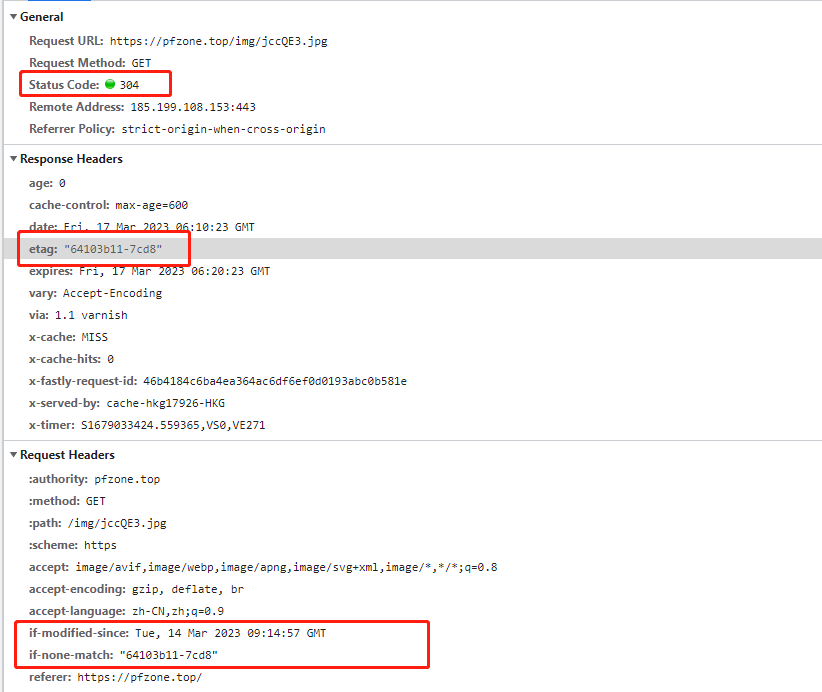 General
Request URL: https://pfzone.top/img/jccQE3.jpg
Request Method: GET
Status Code: 304
Remote Address: 185.199.108.153:443
Referrer Policy: strict-origin-when-cross-origin
Response Headers
age: 0
cache-control: max-age=600
date: Fri, 17 Mar 2023 06:10:23 GMT
etag: "64103b11-7cd8"
expires: Fri, 17 Mar 2023 06:20:23 GMT
vary: Accept-Encoding
via: 1.1 varnish
x-cache: MISS
x-cache-hits: 0
x-fastly-request-id: 46b4184c6ba4ea364ac6df6ef0d0193abc0b581e
x-served-by: cache-hkg17926-HKG
x-timer: S1679033424.559365,VS0,VE271
Request Headers
:authority: pfzone.top
:method: GET
:path: /img/jccQE3.jpg
:scheme: https
accept: image/avif,image/webp,image/apng,image/svg+xml,image/*,*/*;q=0.8
accept-encoding: gzip, deflate, br
accept-language: zh-CN,zh;q=0.9
if-modified-since: Tue, 14 Mar 2023 09:14:57 GMT
if-none-match: "64103b11-7cd8"
referer: https://pfzone.top/